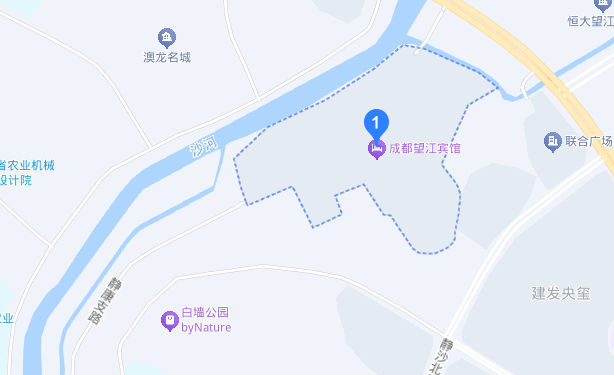 恒大望江
澳龙名城
1
联合广场
沙河
成都望江宾馆
省农业机械
设计院
静康支路
建发央玺
白墙公园
byNature
农业
静沙北